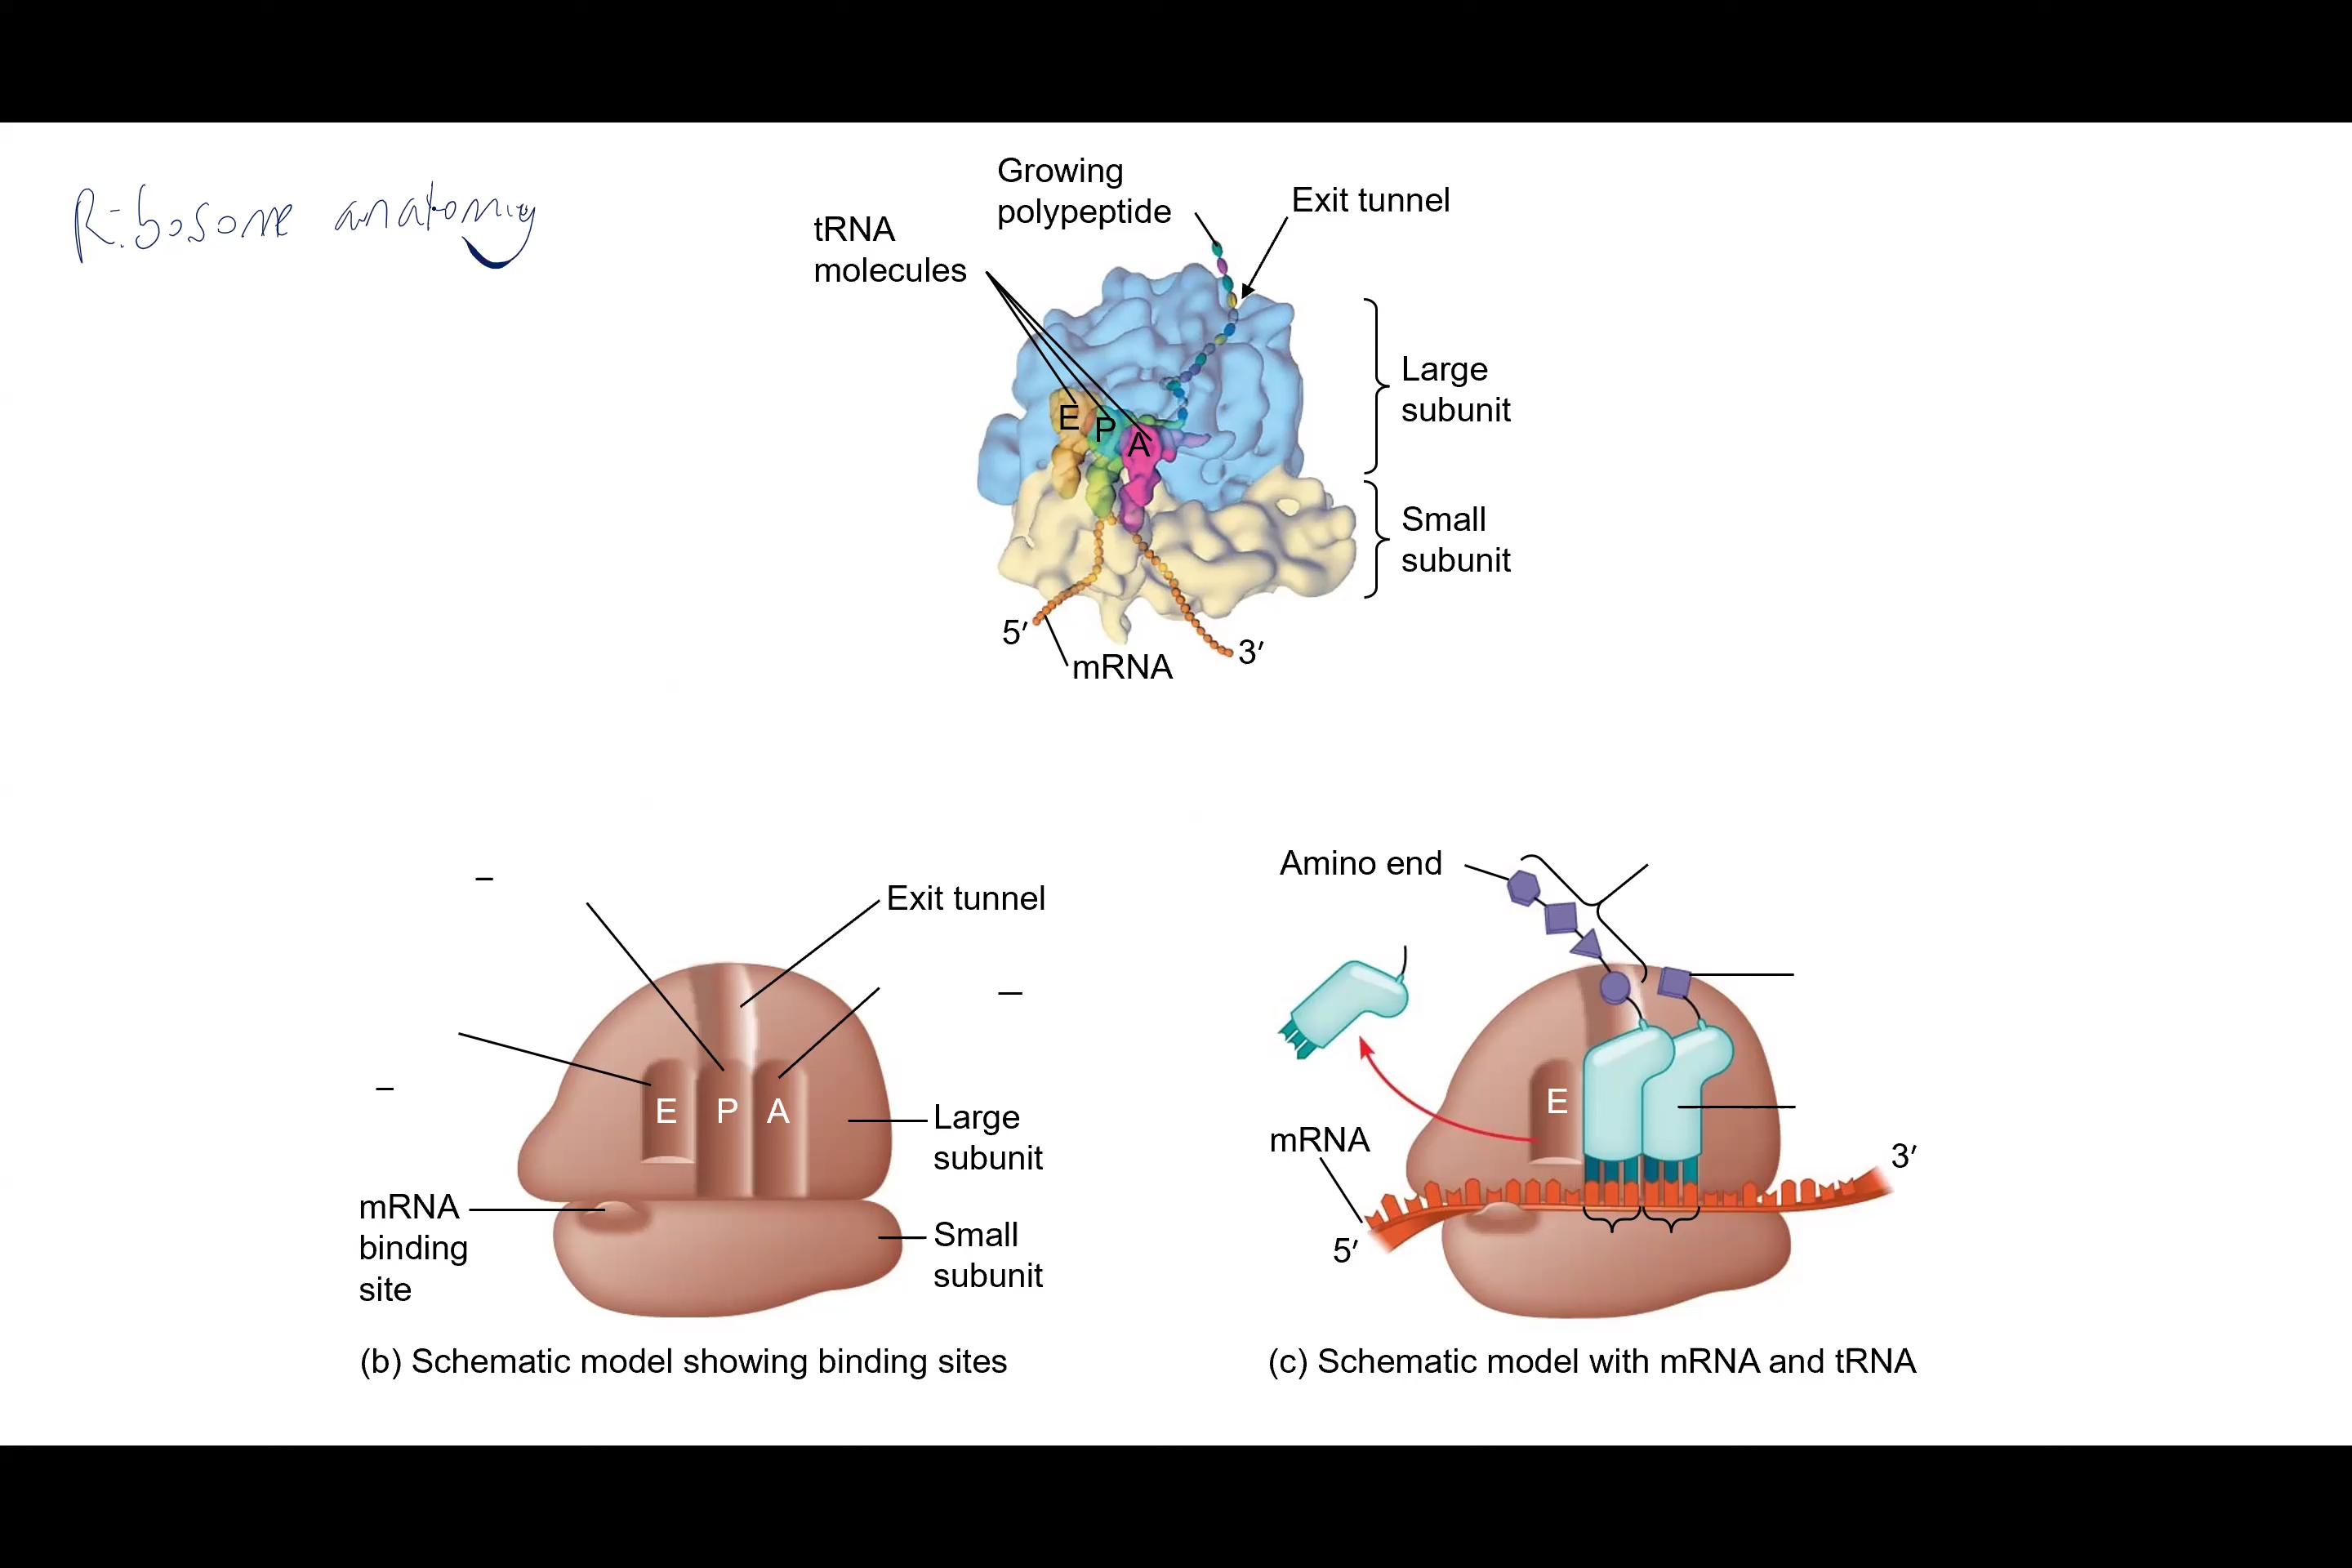 Ribosome anatomy
Growing
polypeptide
Exit tunnel
tRNA
molecules
E
P
A
Large
subunit
Small
subunit
5′
mRNA
3′
–
Exit tunnel
–
–
E P A
Large
subunit
mRNA
binding
site
Small
subunit
(b) Schematic model showing binding sites
Amino end
E
mRNA
3′
5′
(c) Schematic model with mRNA and tRNA